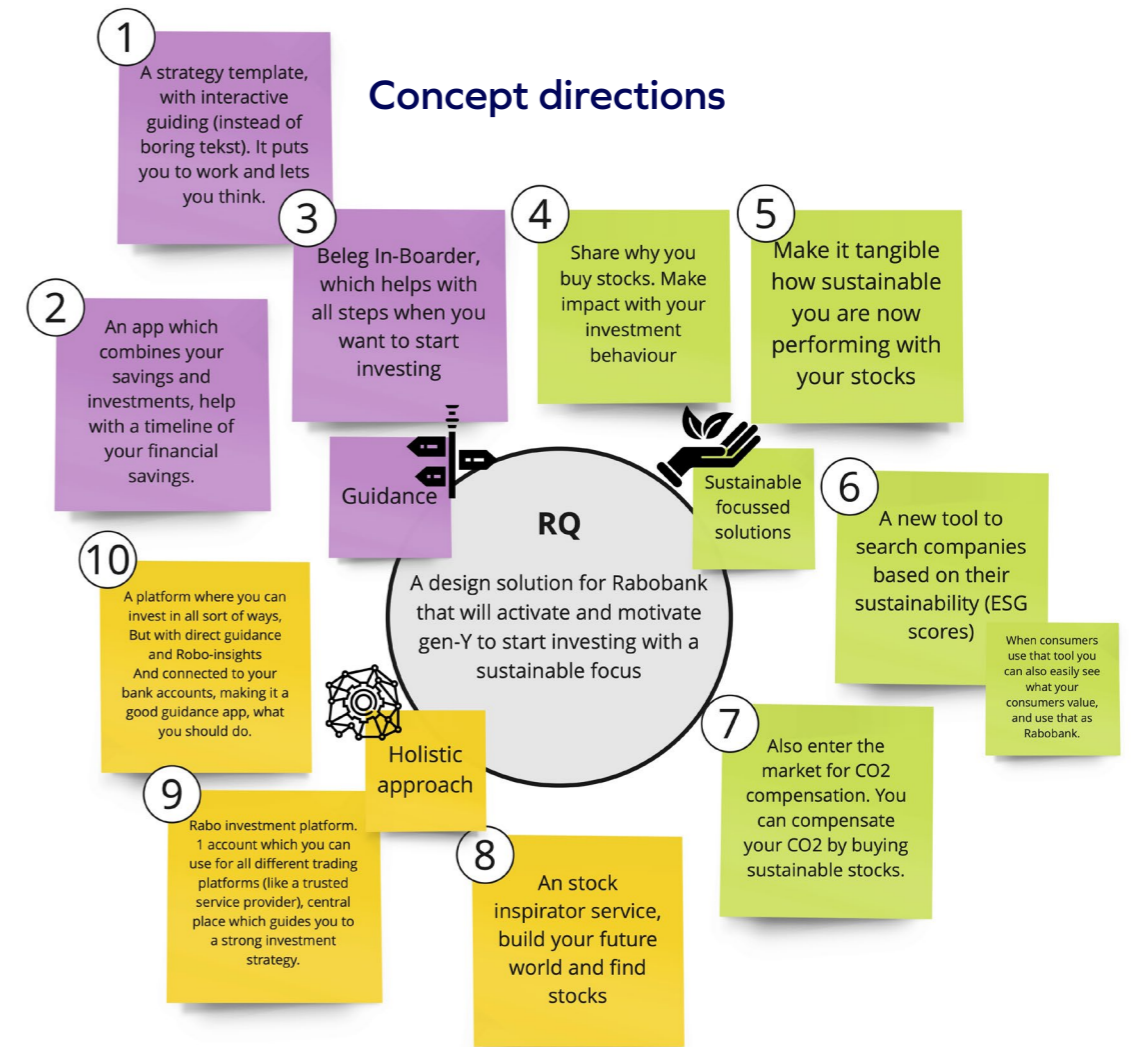 Concept directions
1
A strategy template,
with interactive
guiding (instead of
boring tekst). It puts
you to work and lets
you think.
2
An app which
combines your
savings and
investments, help
with a timeline of
your financial
savings.
3
Beleg In-Boarder,
which helps with
all steps when you
want to start
investing
4
Share why you
buy stocks. Make
impact with your
investment
behaviour
5
Make it tangible
how sustainable
you are now
performing with
your stocks
Guidance
Sustainable
focussed
solutions
RQ
A design solution for Rabobank
that will activate and motivate
gen-Y to start investing with a
sustainable focus
6
A new tool to
search companies
based on their
sustainability (ESG
scores)
When consumers
use that tool you
can also easily see
what your
consumers value,
and use that as
Rabobank.
7
Also enter the
market for CO2
compensation. You
can compensate
your CO2 by buying
sustainable stocks.
Holistic
approach
8
An stock
inspirator service,
build your future
world and find
stocks
9
Rabo investment platform.
1 account which you can
use for all different trading
platforms (like a trusted
service provider), central
place which guides you to
a strong investment
strategy.
10
A platform where you can
invest in all sort of ways,
But with direct guidance
and Robo-insights
And connected to your
bank accounts, making it a
good guidance app, what
you should do.